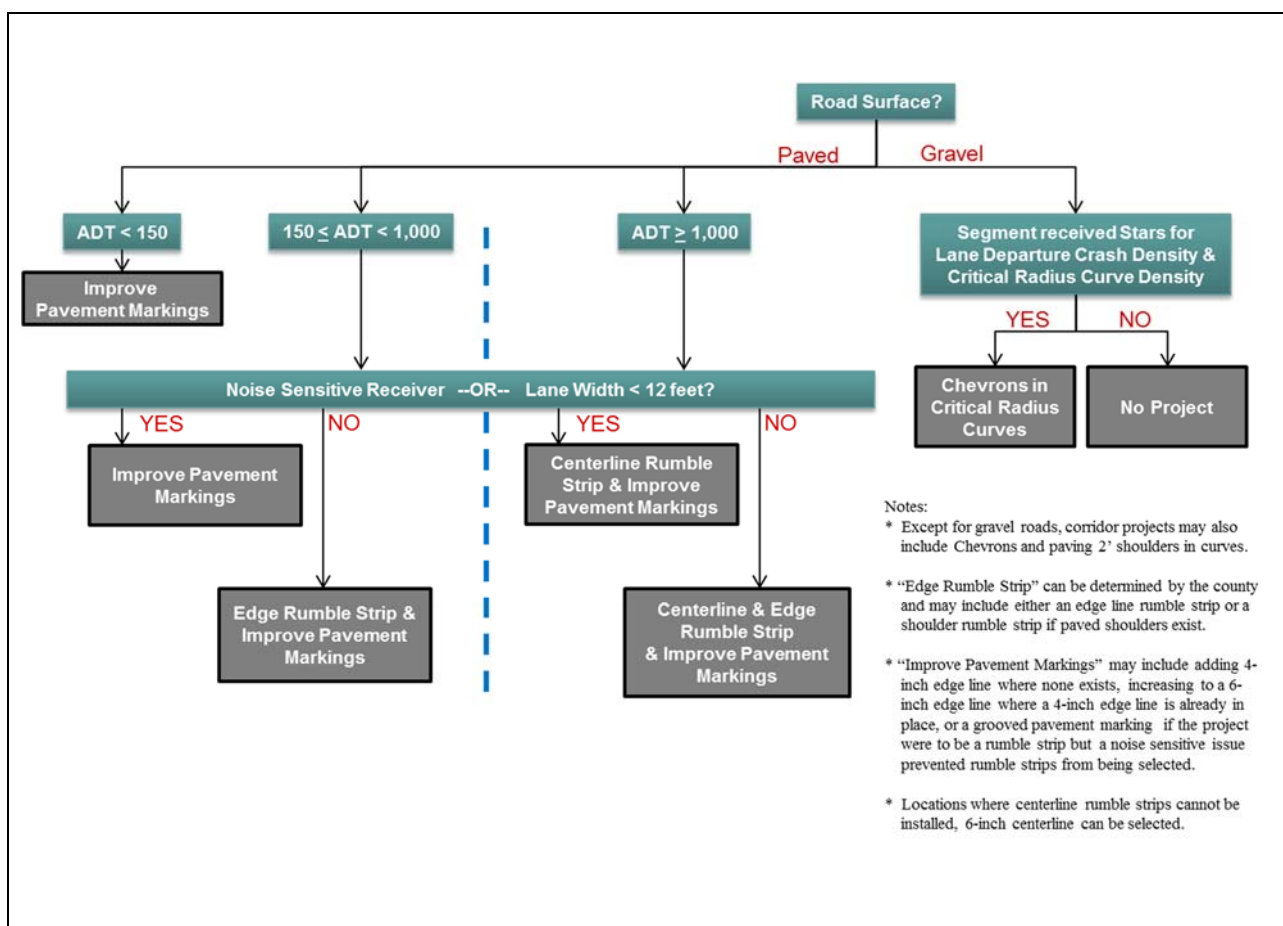 Road Surface?
Paved
Gravel
ADT < 150
150 ≤ ADT < 1,000
ADT ≥ 1,000
Segment received Stars for
Lane Departure Crash Density &
Critical Radius Curve Density
Improve
Pavement Markings
YES
NO
Noise Sensitive Receiver --OR-- Lane Width < 12 feet?
Chevrons in
Critical Radius
Curves
No Project
YES
NO
YES
NO
Improve Pavement
Markings
Centerline Rumble
Strip & Improve
Pavement Markings
Edge Rumble Strip &
Improve Pavement
Markings
Centerline & Edge
Rumble Strip
& Improve Pavement
Markings
Notes:
* Except for gravel roads, corridor projects may also
include Chevrons and paving 2' shoulders in curves.
* “Edge Rumble Strip” can be determined by the county
and may include either an edge line rumble strip or a
shoulder rumble strip if paved shoulders exist.
* “Improve Pavement Markings” may include adding 4-
inch edge line where none exists, increasing to a 6-
inch edge line where a 4-inch edge line is already in
place, or a grooved pavement marking if the project
were to be a rumble strip but a noise sensitive issue
prevented rumble strips from being selected.
* Locations where centerline rumble strips cannot be
installed, 6-inch centerline can be selected.